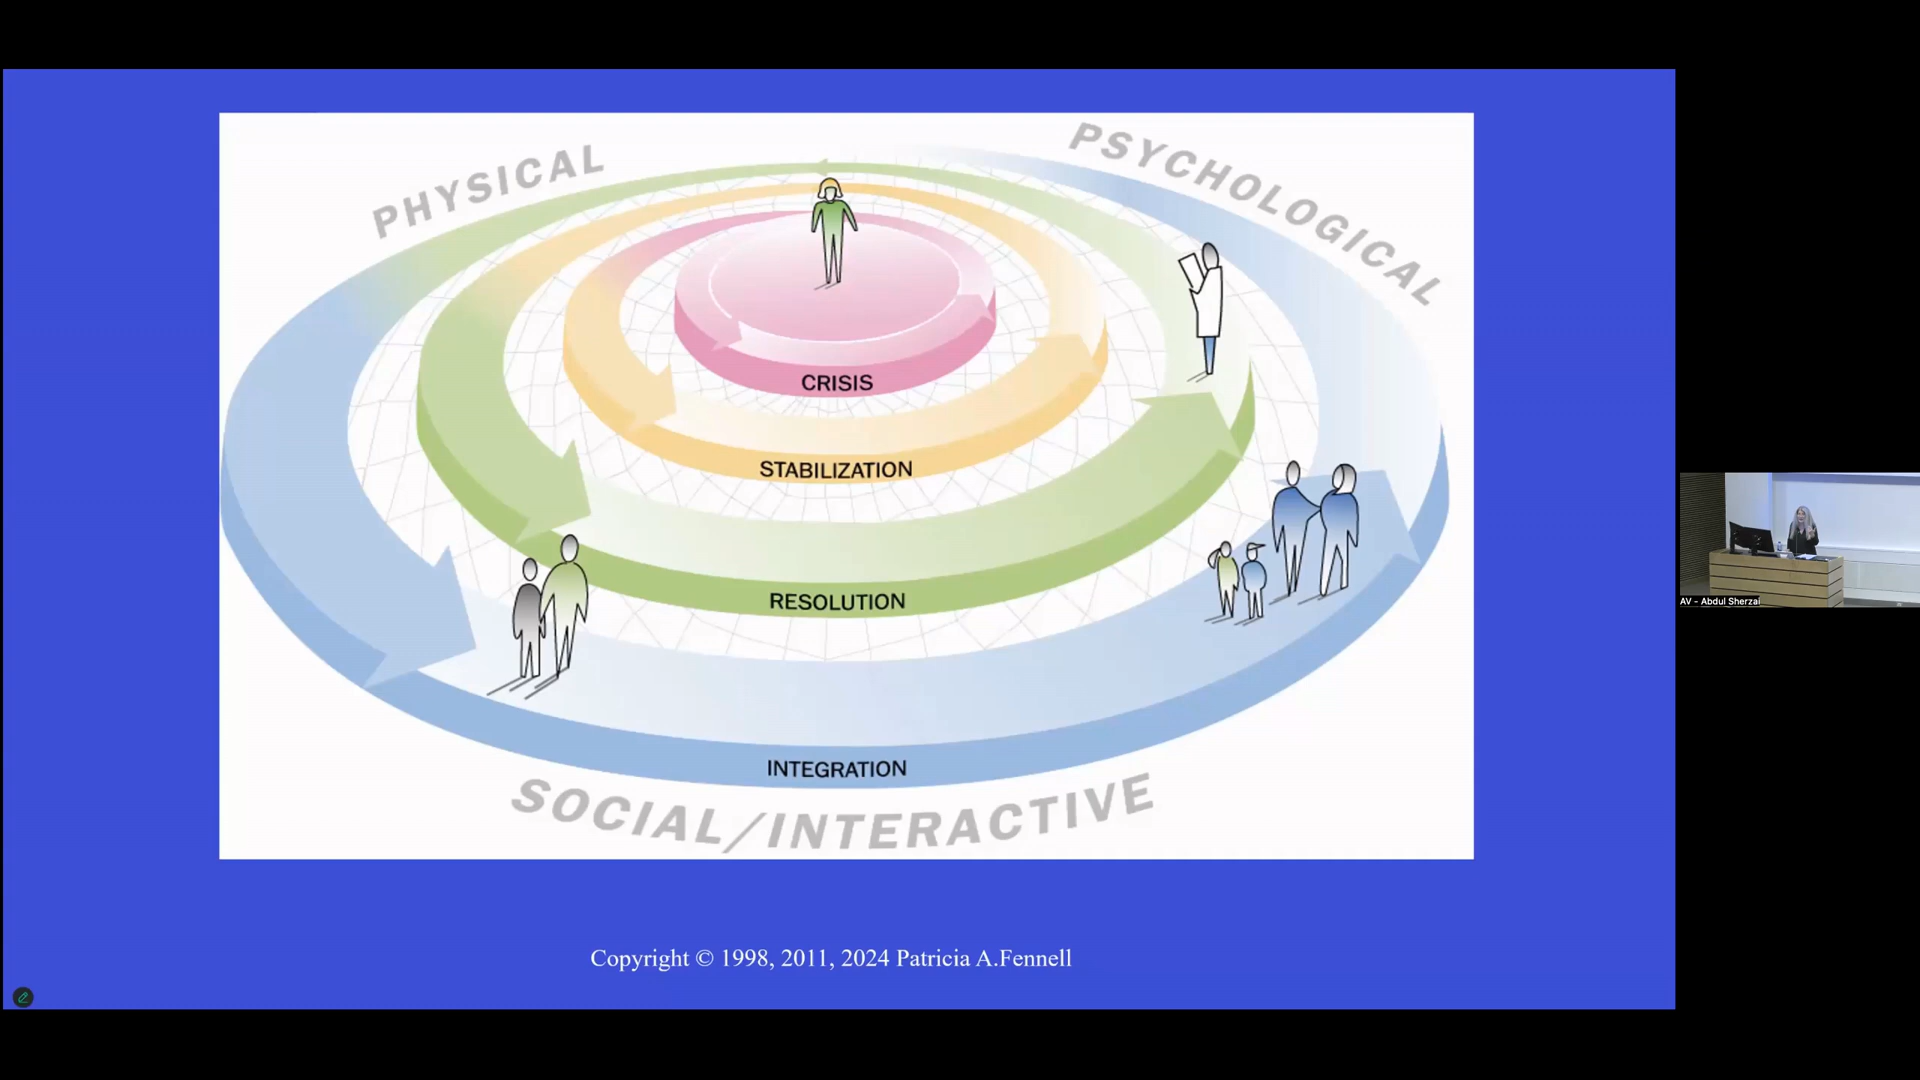 PHYSICAL
PSYCHOLOGICAL
CRISIS
STABILIZATION
RESOLUTION
INTEGRATION
SOCIAL/INTERACTIVE
Copyright © 1998, 2011, 2024 Patricia A.Fennell
AV - Abdul Sherzai